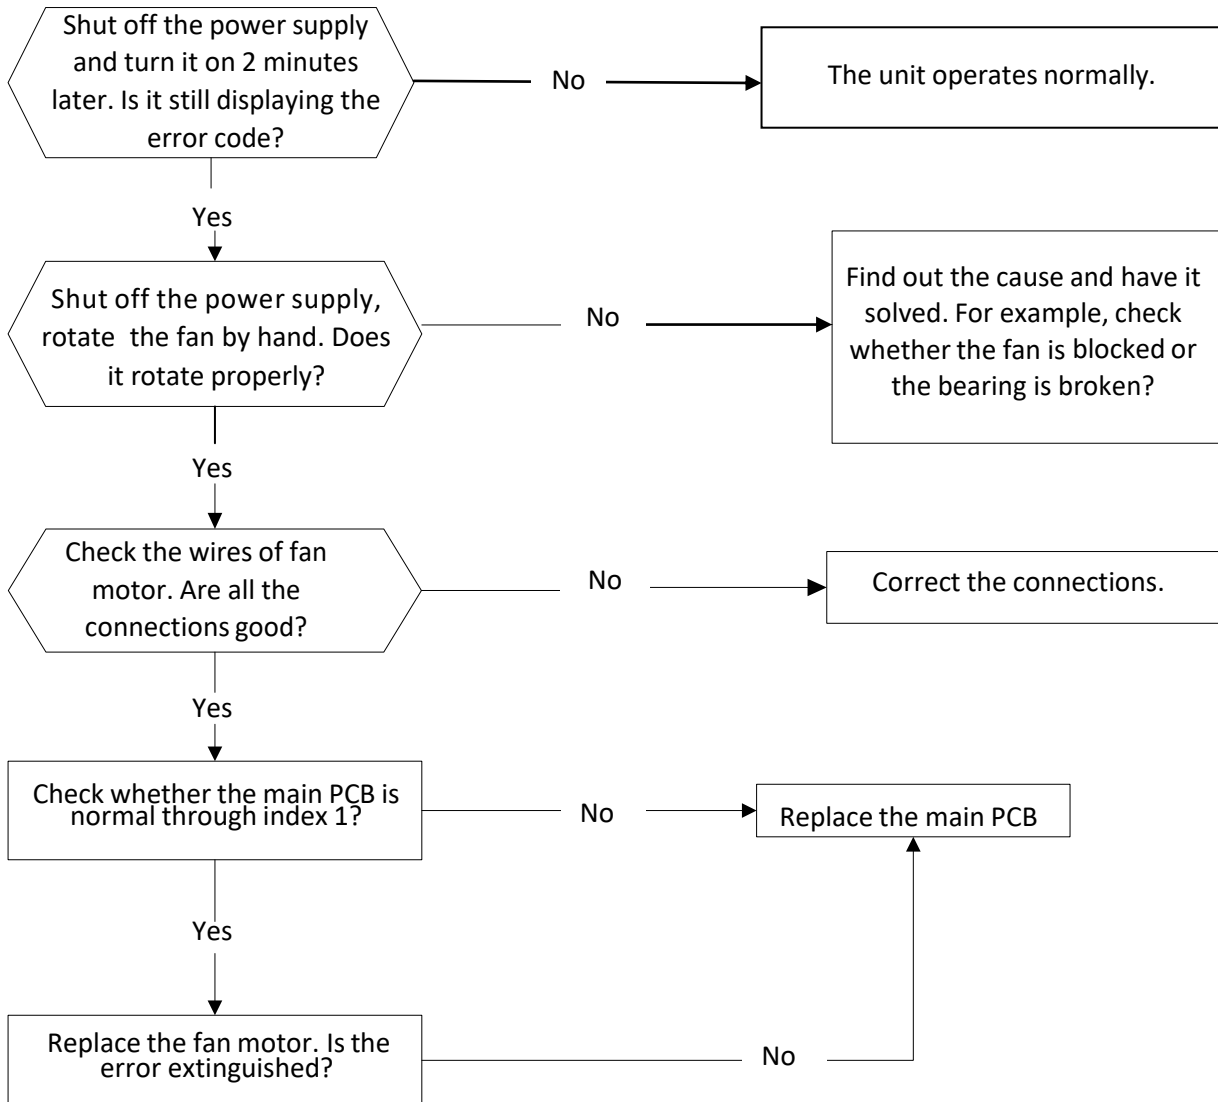 Shut off the power supply
and turn it on 2 minutes
later. Is it still displaying the
error code?
No
The unit operates normally.
Yes
Shut off the power supply,
rotate the fan by hand. Does
it rotate properly?
No
Find out the cause and have it
solved. For example, check
whether the fan is blocked or
the bearing is broken?
Yes
Check the wires of fan
motor. Are all the
connections good?
No
Correct the connections.
Yes
Check whether the main PCB is
normal through index 1?
No
Replace the main PCB
Yes
Replace the fan motor. Is the
error extinguished?
No